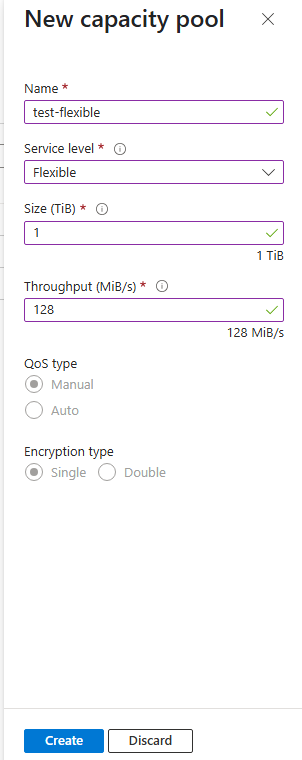 New capacity pool
Name *
test-flexible
Service level *
Flexible
Size (TiB) *
1
1 TiB
Throughput (MiB/s) *
128
128 MiB/s
QoS type
Manual
Auto
Encryption type
Single Double
Create Discard